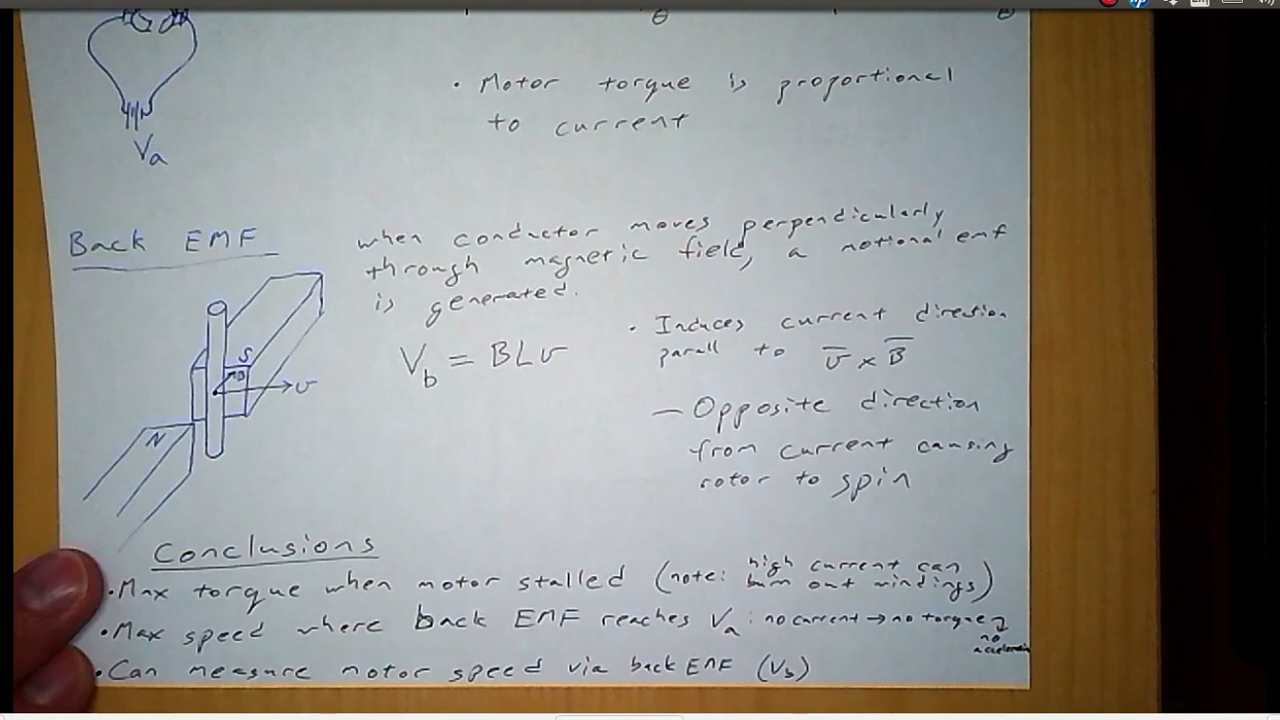 θ
θ
• Motor torque is proportional
to current
Va
Back EMF
when conductor moves perpendicularly
through magnetic field, a motional emf
is generated.
Vb = BLv
• Induces current direction
parall to v̅ x B̅
— Opposite direction
from current causing
rotor to spin
S
B
v
N
Conclusions
• Max torque when motor stalled (note: high current can
burn out windings)
• Max speed where back EMF reaches Va: no current → no torque
no
• Can measure motor speed via back EMF (Vb)